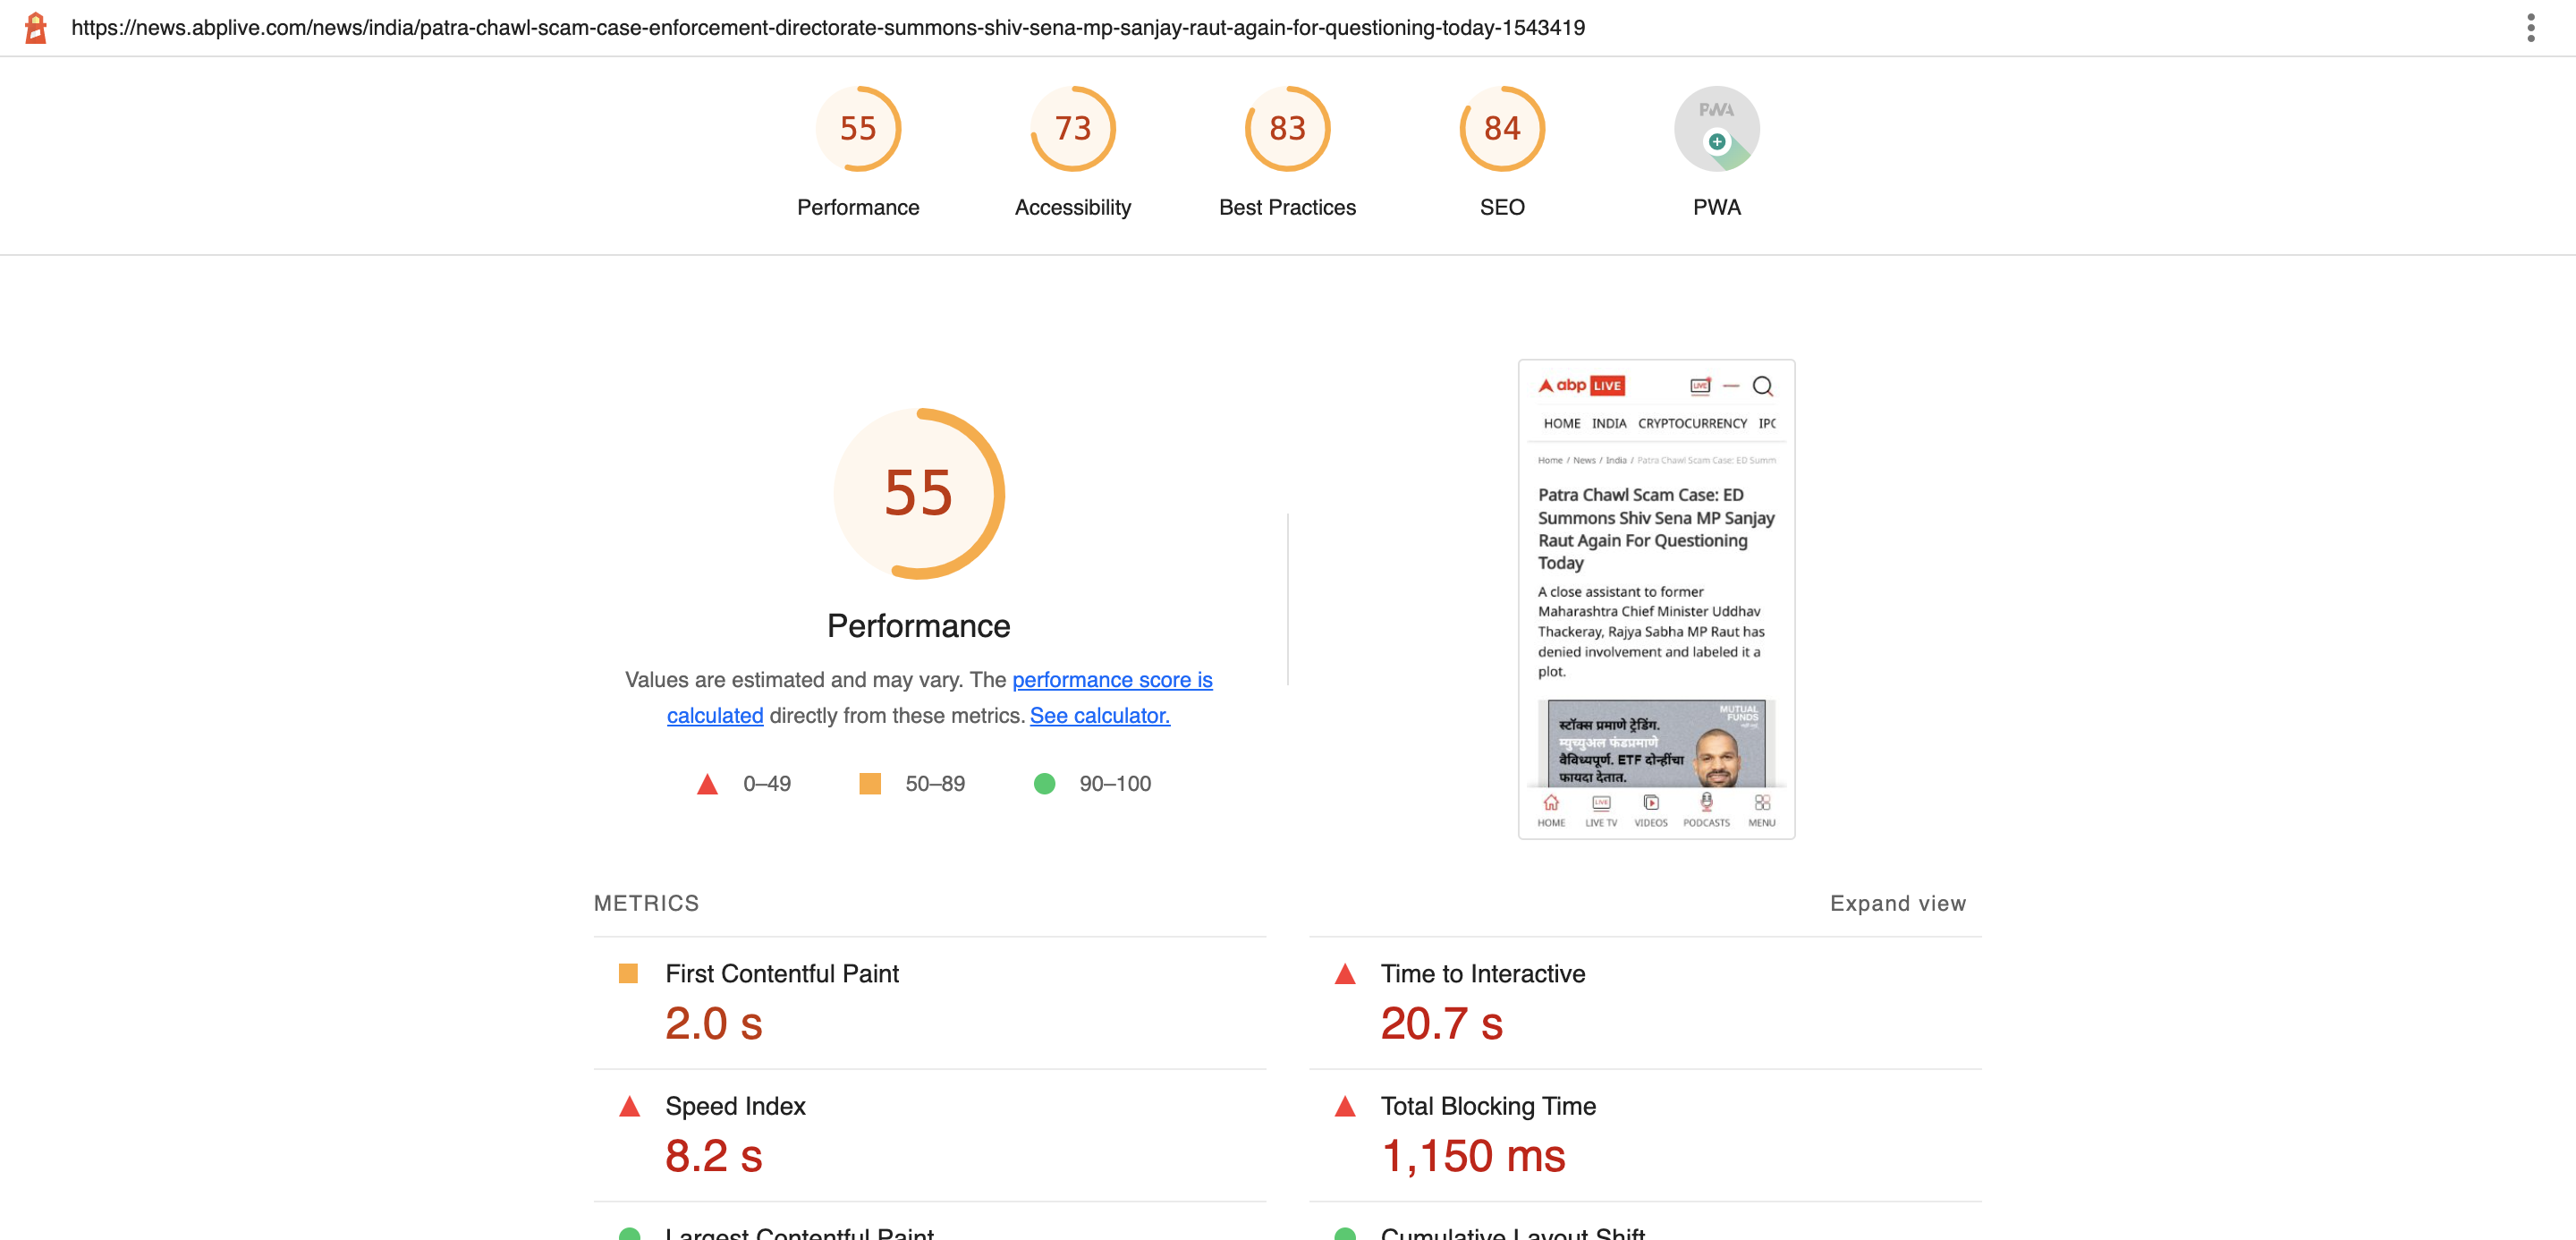 https://news.abplive.com/news/india/patra-chawl-scam-case-enforcement-directorate-summons-shiv-sena-mp-sanjay-raut-again-for-questioning-today-1543419
55
73
83
84
PWA
Performance
Accessibility
Best Practices
SEO
PWA
55
Performance
Values are estimated and may vary. The performance score is
calculated directly from these metrics. See calculator.
0–49
50–89
90–100
abp LIVE
LIVE
HOME INDIA CRYPTOCURRENCY
Home / News / India / Patra Chawl Scam Case: ED Summ
Patra Chawl Scam Case: ED
Summons Shiv Sena MP Sanjay
Raut Again For Questioning
Today
A close assistant to former
Maharashtra Chief Minister Uddhav
Thackeray, Rajya Sabha MP Raut has
denied involvement and labeled it a
plot.
MUTUAL
FUNDS
स्टॉक्स प्रमाणे ट्रेडिंग.
म्युच्युअल फंडप्रमाणे
वैविध्यपूर्ण. ETF दोन्हींचा
फायदा देतात.
LIVE
HOME LIVE TV VIDEOS PODCASTS MENU
METRICS
Expand view
First Contentful Paint
2.0 s
Time to Interactive
20.7 s
Speed Index
8.2 s
Total Blocking Time
1,150 ms
Largest Contentful Paint
Cumulative Layout Shift